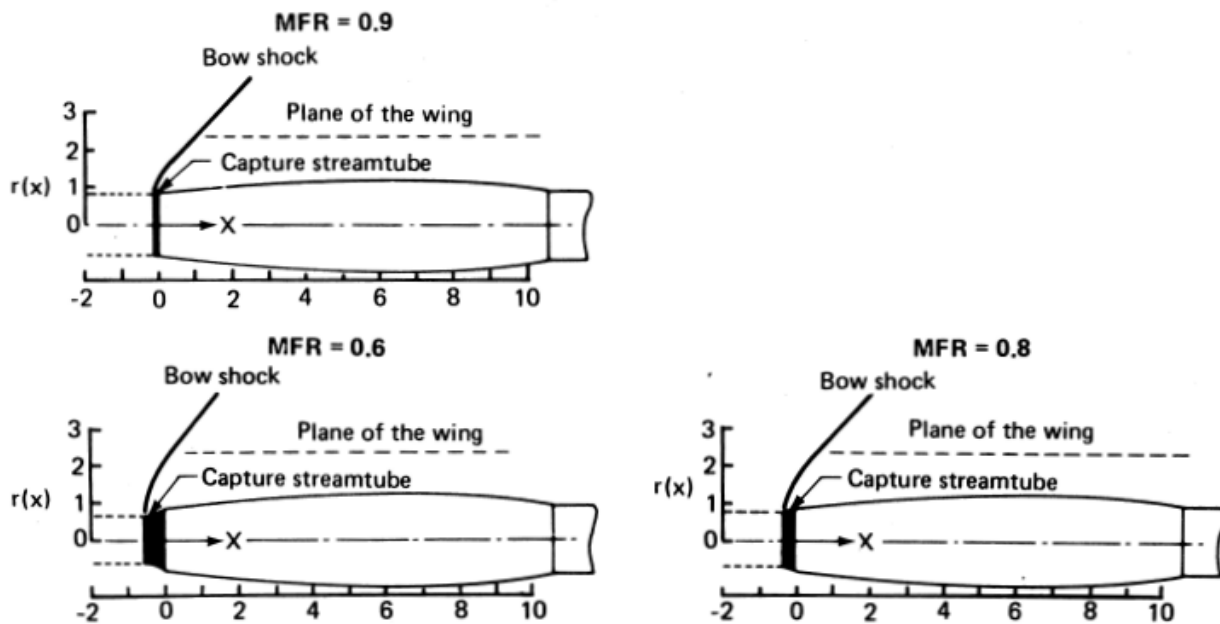 MFR = 0.9
Bow shock
Plane of the wing
Capture streamtube
3
2
1
0
r(x)
X
-2 0 2 4 6 8 10
MFR = 0.6
Bow shock
Plane of the wing
Capture streamtube
3
2
1
0
r(x)
X
-2 0 2 4 6 8 10
MFR = 0.8
Bow shock
Plane of the wing
Capture streamtube
3
2
1
0
r(x)
X
-2 0 2 4 6 8 10